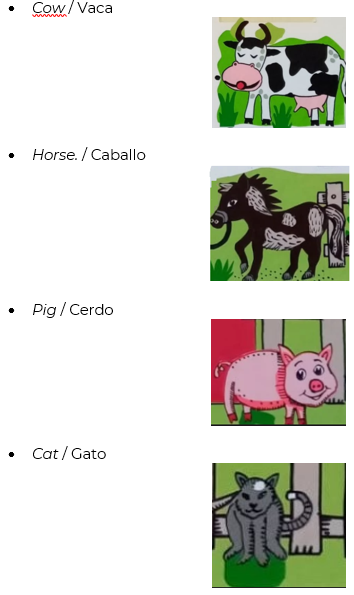 • Cow / Vaca
• Horse. / Caballo
• Pig / Cerdo
• Cat / Gato